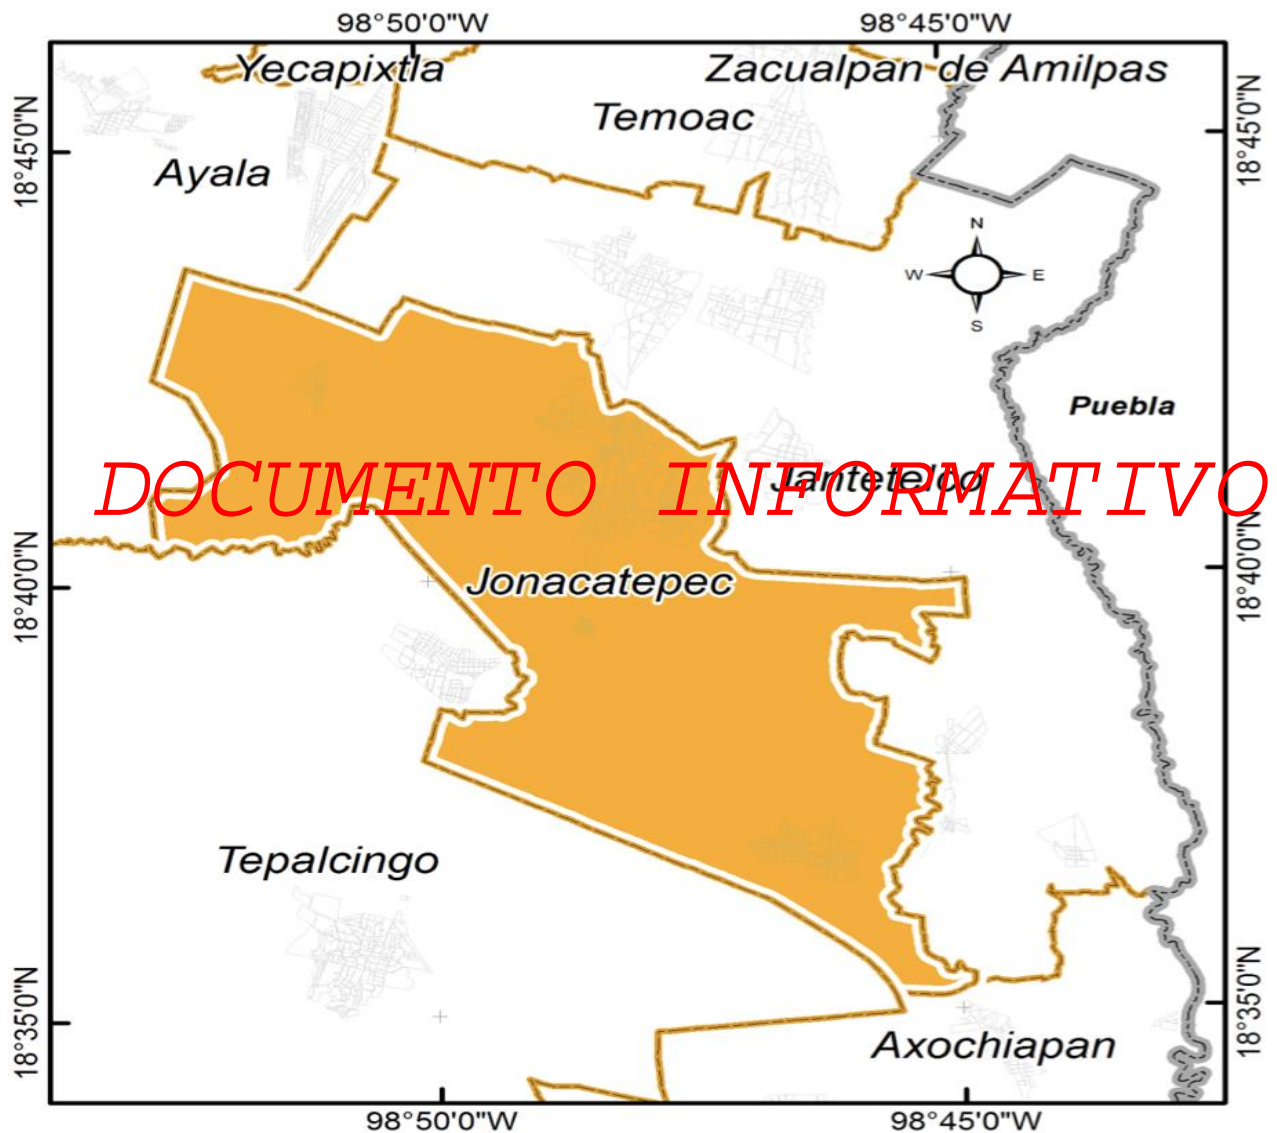 98°50'0"W
98°45'0"W
Yecapixtla
Zacualpan de Amilpas
Temoac
18°45'0"N
18°45'0"N
Ayala
N
W
E
S
Puebla
DOCUMENTO INFORMATIVO
Jantetelco
18°40'0"N
18°40'0"N
Jonacatepec
Tepalcingo
18°35'0"N
18°35'0"N
Axochiapan
98°50'0"W
98°45'0"W